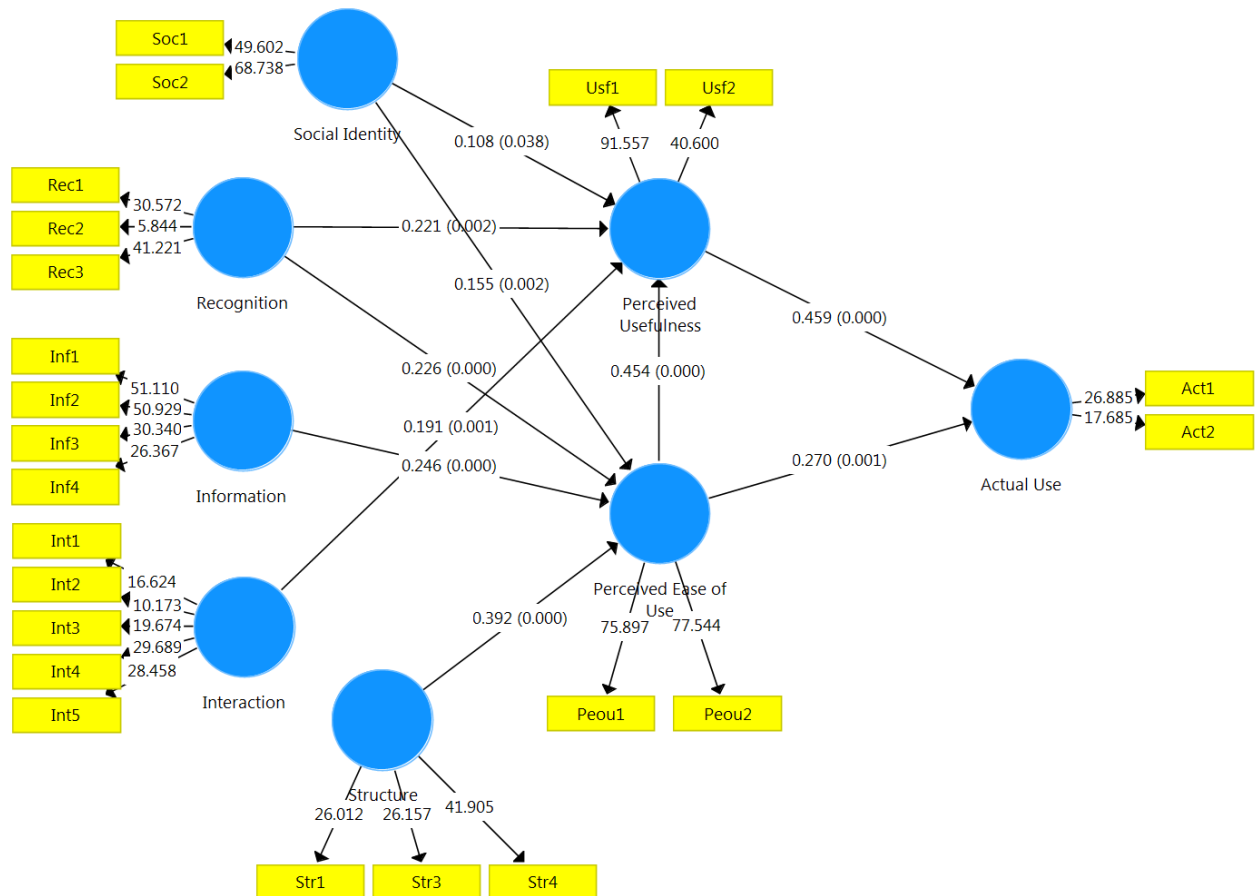 Soc1
49.602
Soc2
68.738
Social Identity
Usf1
Usf2
91.557
40.600
0.108 (0.038)
Rec1
30.572
Rec2
5.844
Rec3
41.221
Recognition
0.221 (0.002)
0.155 (0.002)
Perceived
Usefulness
0.459 (0.000)
Inf1
51.110
Inf2
50.929
Inf3
30.340
Inf4
26.367
Information
0.226 (0.000)
0.454 (0.000)
0.191 (0.001)
0.246 (0.000)
Act1
26.885
Act2
17.685
Actual Use
0.270 (0.001)
Int1
16.624
Int2
10.173
Int3
19.674
Int4
29.689
Int5
28.458
Interaction
Perceived Ease of
Use
0.392 (0.000)
75.897
77.544
Peou1
Peou2
Structure
26.012
26.157
41.905
Str1
Str3
Str4